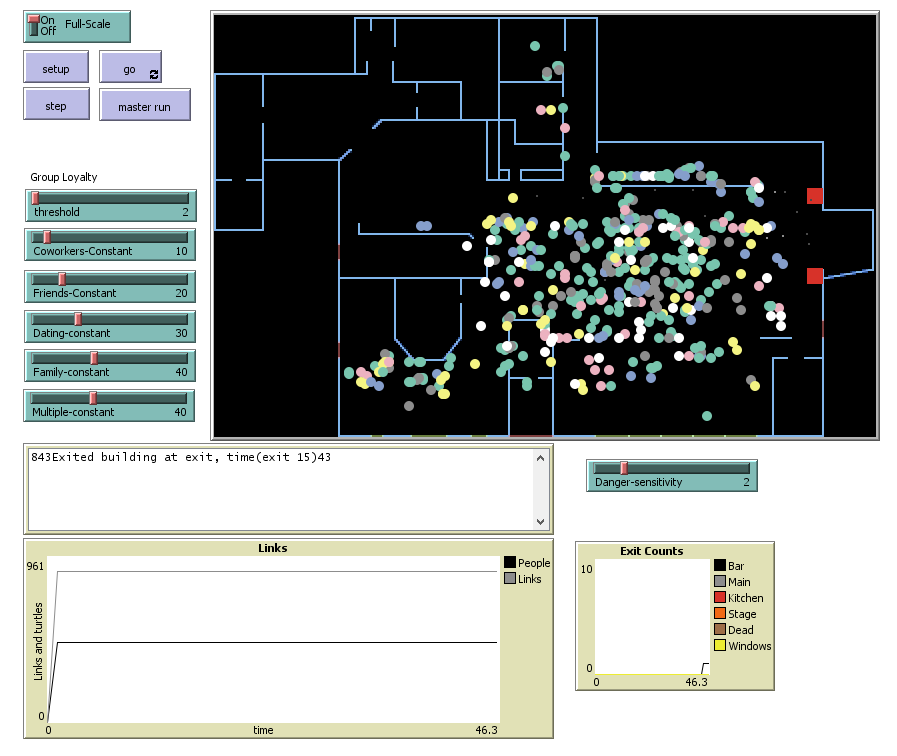 On
Off
Full-Scale
setup
go
step
master run
Group Loyalty
threshold 2
Coworkers-Constant 10
Friends-Constant 20
Dating-constant 30
Family-constant 40
Multiple-constant 40
843Exited building at exit, time(exit 15)43
Danger-sensitivity 2
Links
961
Links and turtles
0
0
time
46.3
People
Links
Exit Counts
10
0
0
46.3
Bar
Main
Kitchen
Stage
Dead
Windows